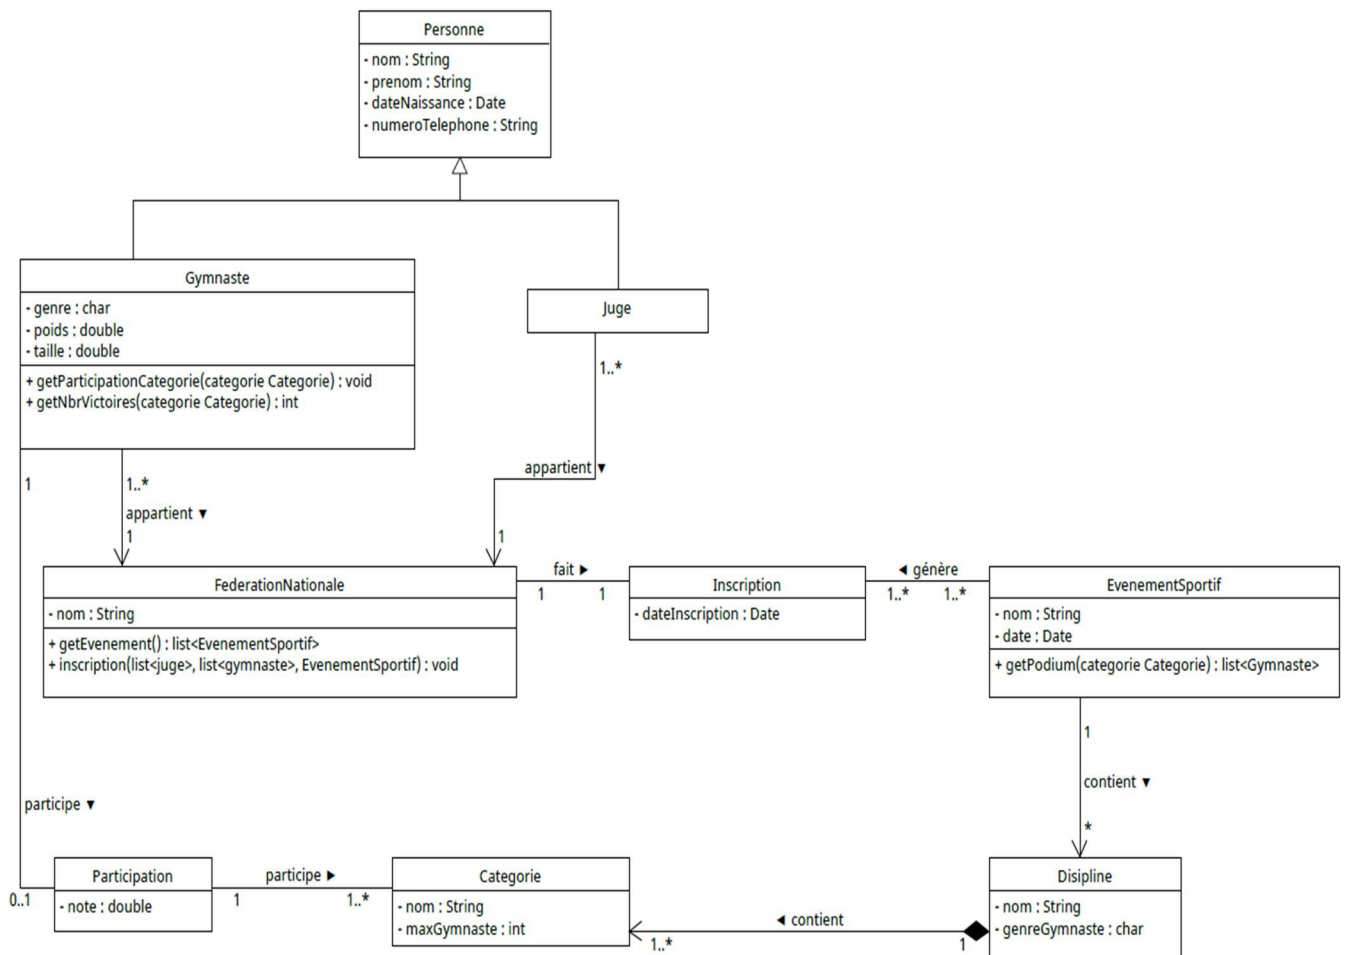 Personne
- nom : String
- prenom : String
- dateNaissance : Date
- numeroTelephone : String
Gymnaste
- genre : char
- poids : double
- taille : double
+ getParticipationCategorie(categorie Categorie) : void
+ getNbrVictoires(categorie Categorie) : int
Juge
1..*
appartient ▼
1
1
1..*
appartient ▼
1
FederationNationale
- nom : String
+ getEvenement() : list<EvenementSportif>
+ inscription(list<juge>, list<gymnaste>, EvenementSportif) : void
fait ►
1 1
Inscription
- dateInscription : Date
◄ génère
1..* 1..*
EvenementSportif
- nom : String
- date : Date
+ getPodium(categorie Categorie) : list<Gymnaste>
1
contient ▼
*
participe ▼
0..1
Participation
- note : double
participe ►
1 1..*
Categorie
- nom : String
- maxGymnaste : int
◄ contient
1..* 1
Disipline
- nom : String
- genreGymnaste : char